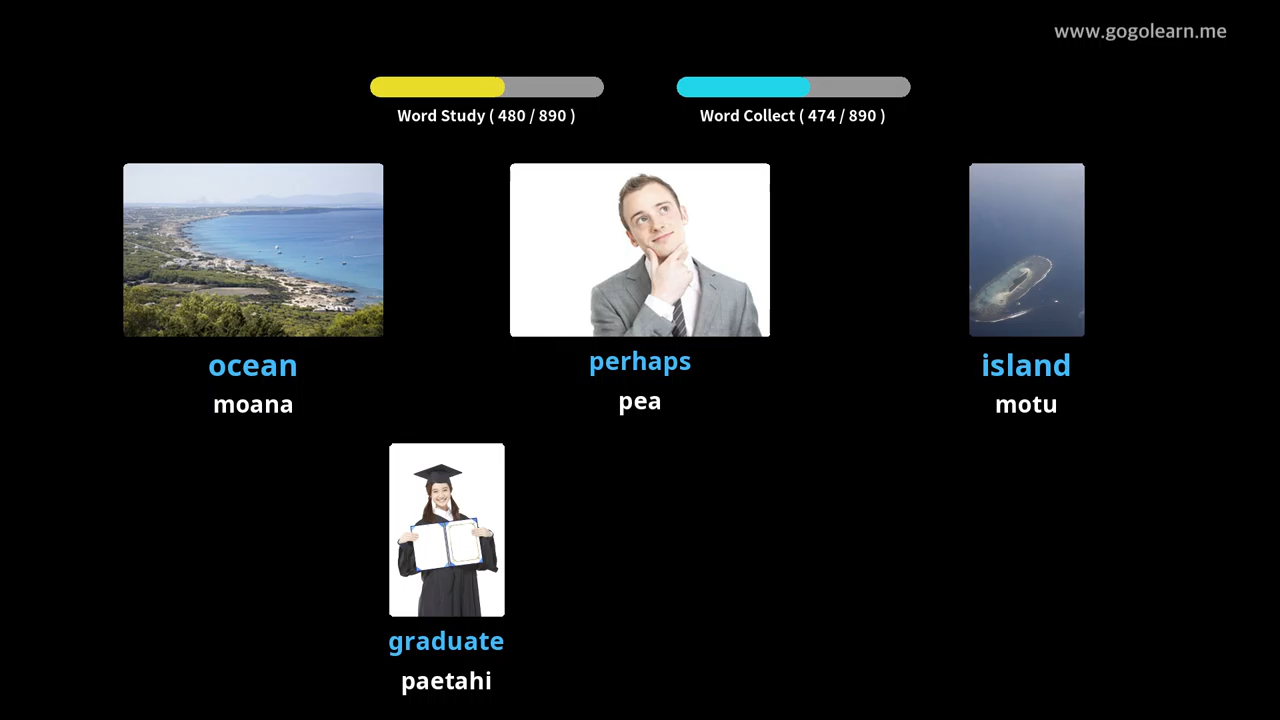 www.gogolearn.me
Word Study ( 480 / 890 )
Word Collect ( 474 / 890 )
ocean
moana
perhaps
pea
island
motu
graduate
paetahi